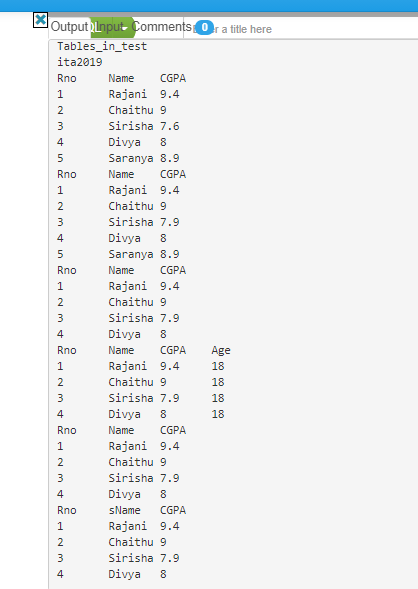 Output Input Comments 0 er a title here
Tables_in_test
ita2019
Rno Name CGPA
1 Rajani 9.4
2 Chaithu 9
3 Sirisha 7.6
4 Divya 8
5 Saranya 8.9
Rno Name CGPA
1 Rajani 9.4
2 Chaithu 9
3 Sirisha 7.9
4 Divya 8
5 Saranya 8.9
Rno Name CGPA
1 Rajani 9.4
2 Chaithu 9
3 Sirisha 7.9
4 Divya 8
Rno Name CGPA Age
1 Rajani 9.4 18
2 Chaithu 9 18
3 Sirisha 7.9 18
4 Divya 8 18
Rno Name CGPA
1 Rajani 9.4
2 Chaithu 9
3 Sirisha 7.9
4 Divya 8
Rno sName CGPA
1 Rajani 9.4
2 Chaithu 9
3 Sirisha 7.9
4 Divya 8